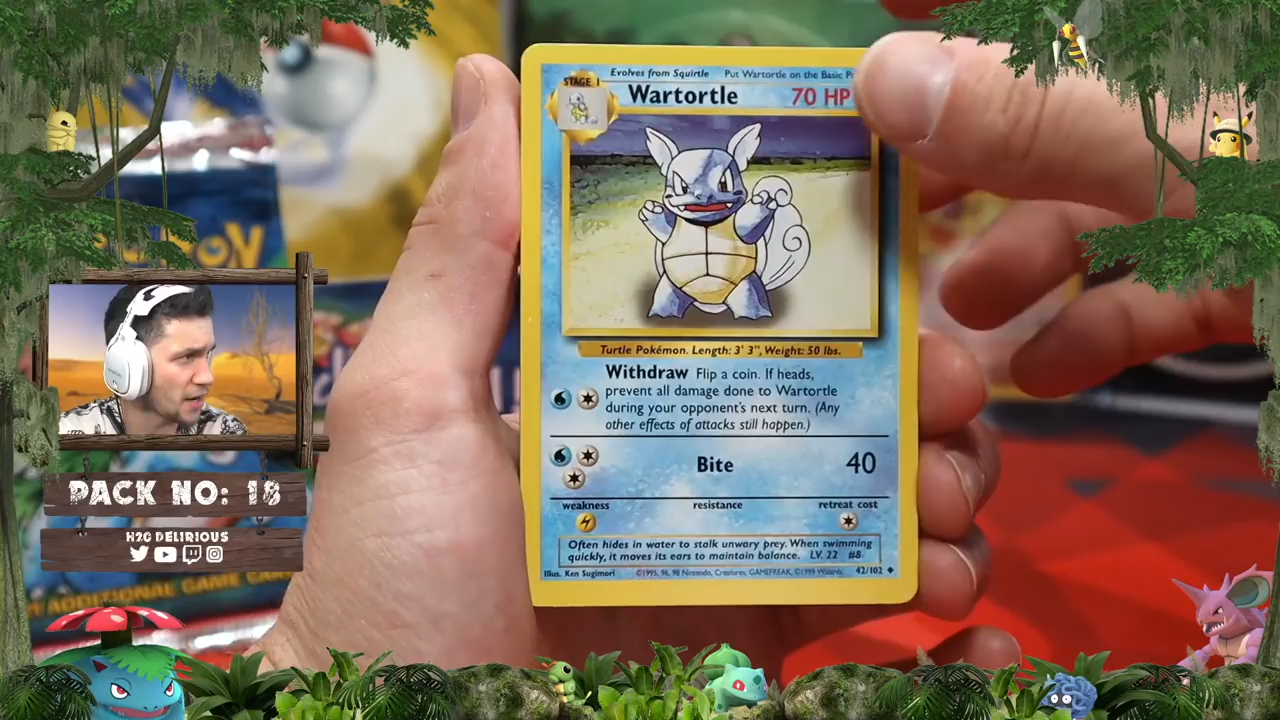 STAGE 1
Evolves from Squirtle Put Wartortle on the Basic
Wartortle 70 HP
Turtle Pokémon. Length: 3' 3", Weight: 50 lbs.
Withdraw Flip a coin. If heads,
prevent all damage done to Wartortle
during your opponent's next turn. (Any
other effects of attacks still happen.)
Bite 40
weakness resistance retreat cost
Often hides in water to stalk unwary prey. When swimming
quickly, it moves its ears to maintain balance. LV. 22 #8
Illus. Ken Sugimori ©1995, 96, 98 Nintendo, Creatures, GAMEFREAK. ©1999 Wizards. 42/102
PACK NO: 18
H2O DELIRIOUS
ADDITIONAL GAME CARDS